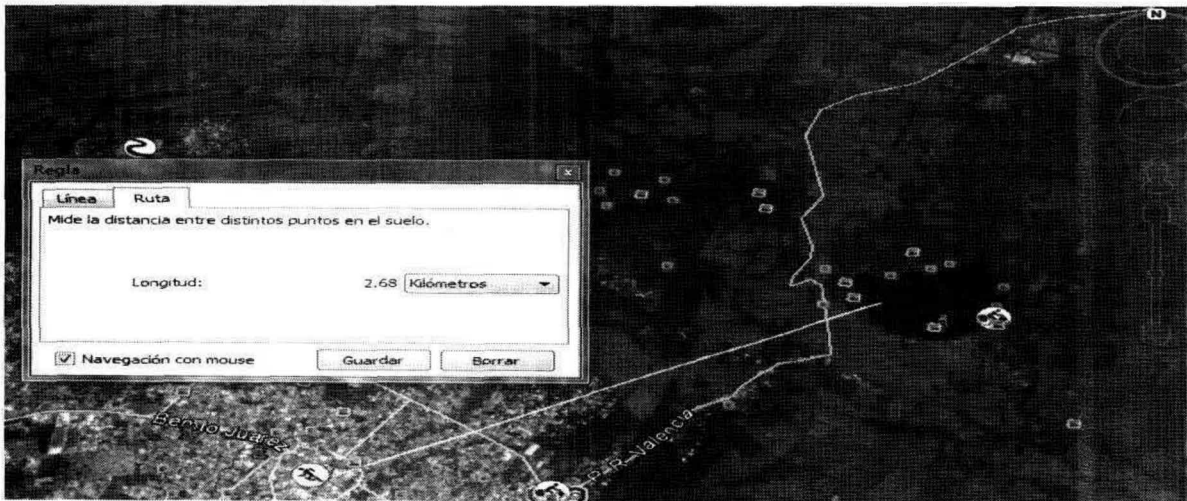 Regla
Línea Ruta
Mide la distancia entre distintos puntos en el suelo.
Longitud: 2.68 Kilómetros
Navegación con mouse Guardar Borrar
Benito Juarez
P-R-Valencia
N